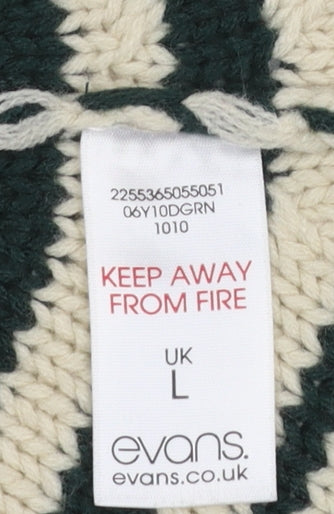 2255365055051
06Y10DGRN
1010
KEEP AWAY
FROM FIRE
UK
L
evans.
evans.co.uk